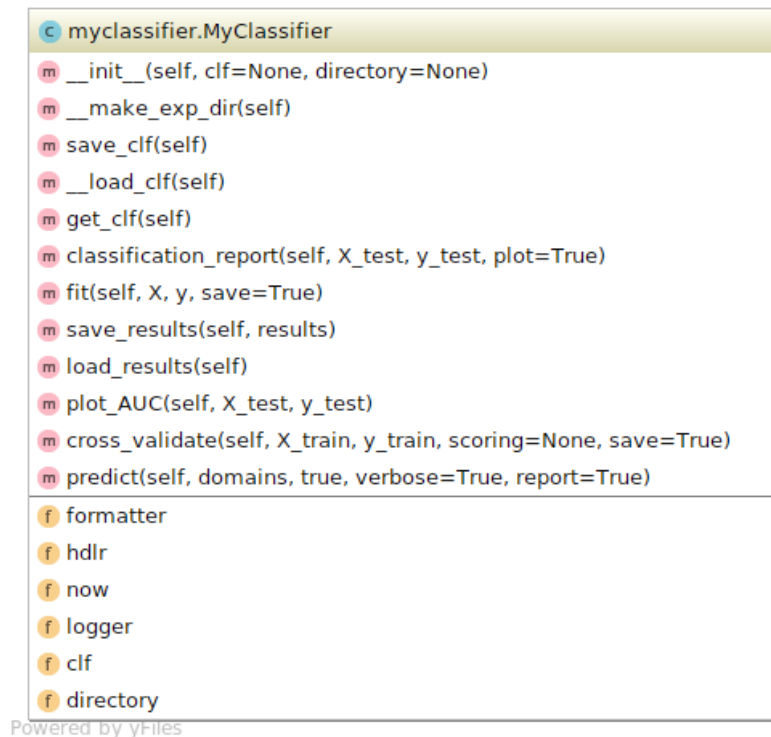 c myclassifier.MyClassifier
m __init__(self, clf=None, directory=None)
m __make_exp_dir(self)
m save_clf(self)
m __load_clf(self)
m get_clf(self)
m classification_report(self, X_test, y_test, plot=True)
m fit(self, X, y, save=True)
m save_results(self, results)
m load_results(self)
m plot_AUC(self, X_test, y_test)
m cross_validate(self, X_train, y_train, scoring=None, save=True)
m predict(self, domains, true, verbose=True, report=True)
f formatter
f hdlr
f now
f logger
f clf
f directory
Powered by yFiles